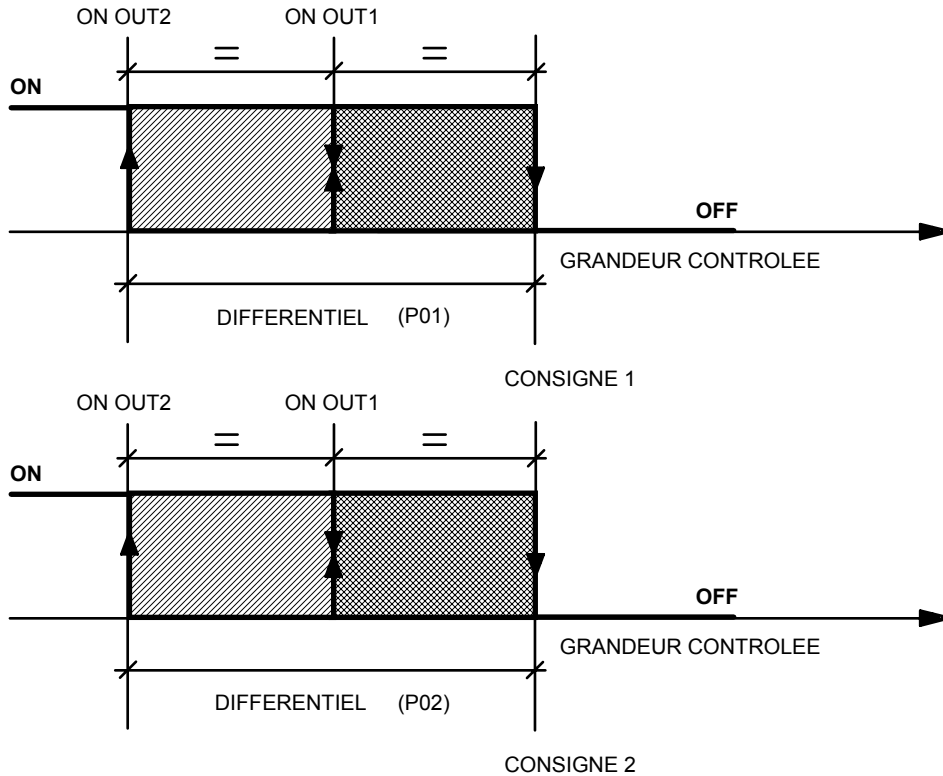 ON OUT2 ON OUT1
= =
ON
OFF
GRANDEUR CONTROLEE
DIFFERENTIEL (P01)
CONSIGNE 1
ON OUT2 ON OUT1
= =
ON
OFF
GRANDEUR CONTROLEE
DIFFERENTIEL (P02)
CONSIGNE 2